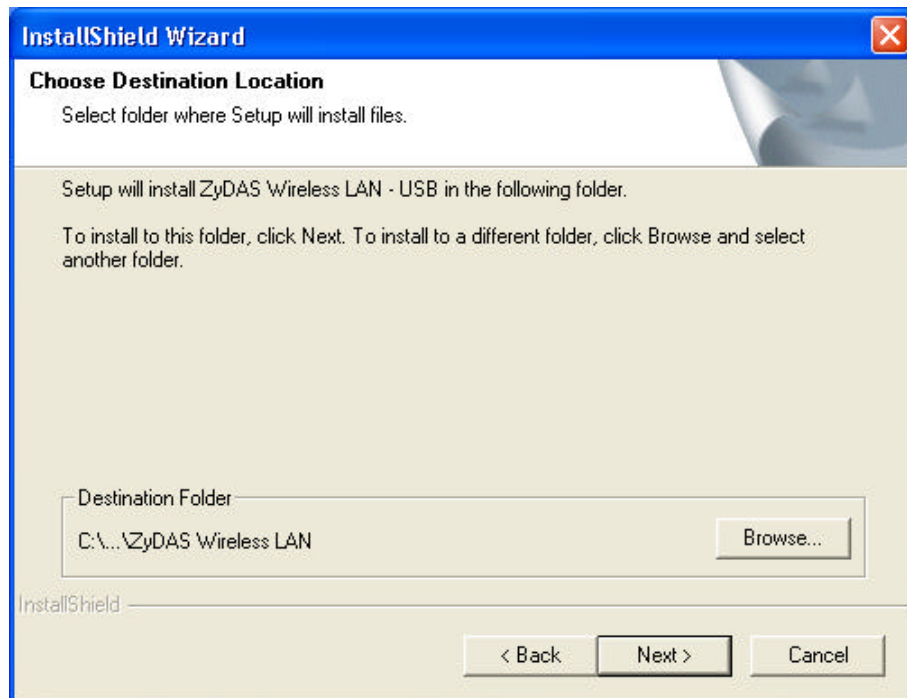 InstallShield Wizard
Choose Destination Location
Select folder where Setup will install files.
Setup will install ZyDAS Wireless LAN - USB in the following folder.
To install to this folder, click Next. To install to a different folder, click Browse and select
another folder.
Destination Folder
C:\...\ZyDAS Wireless LAN
Browse...
InstallShield
< Back
Next >
Cancel